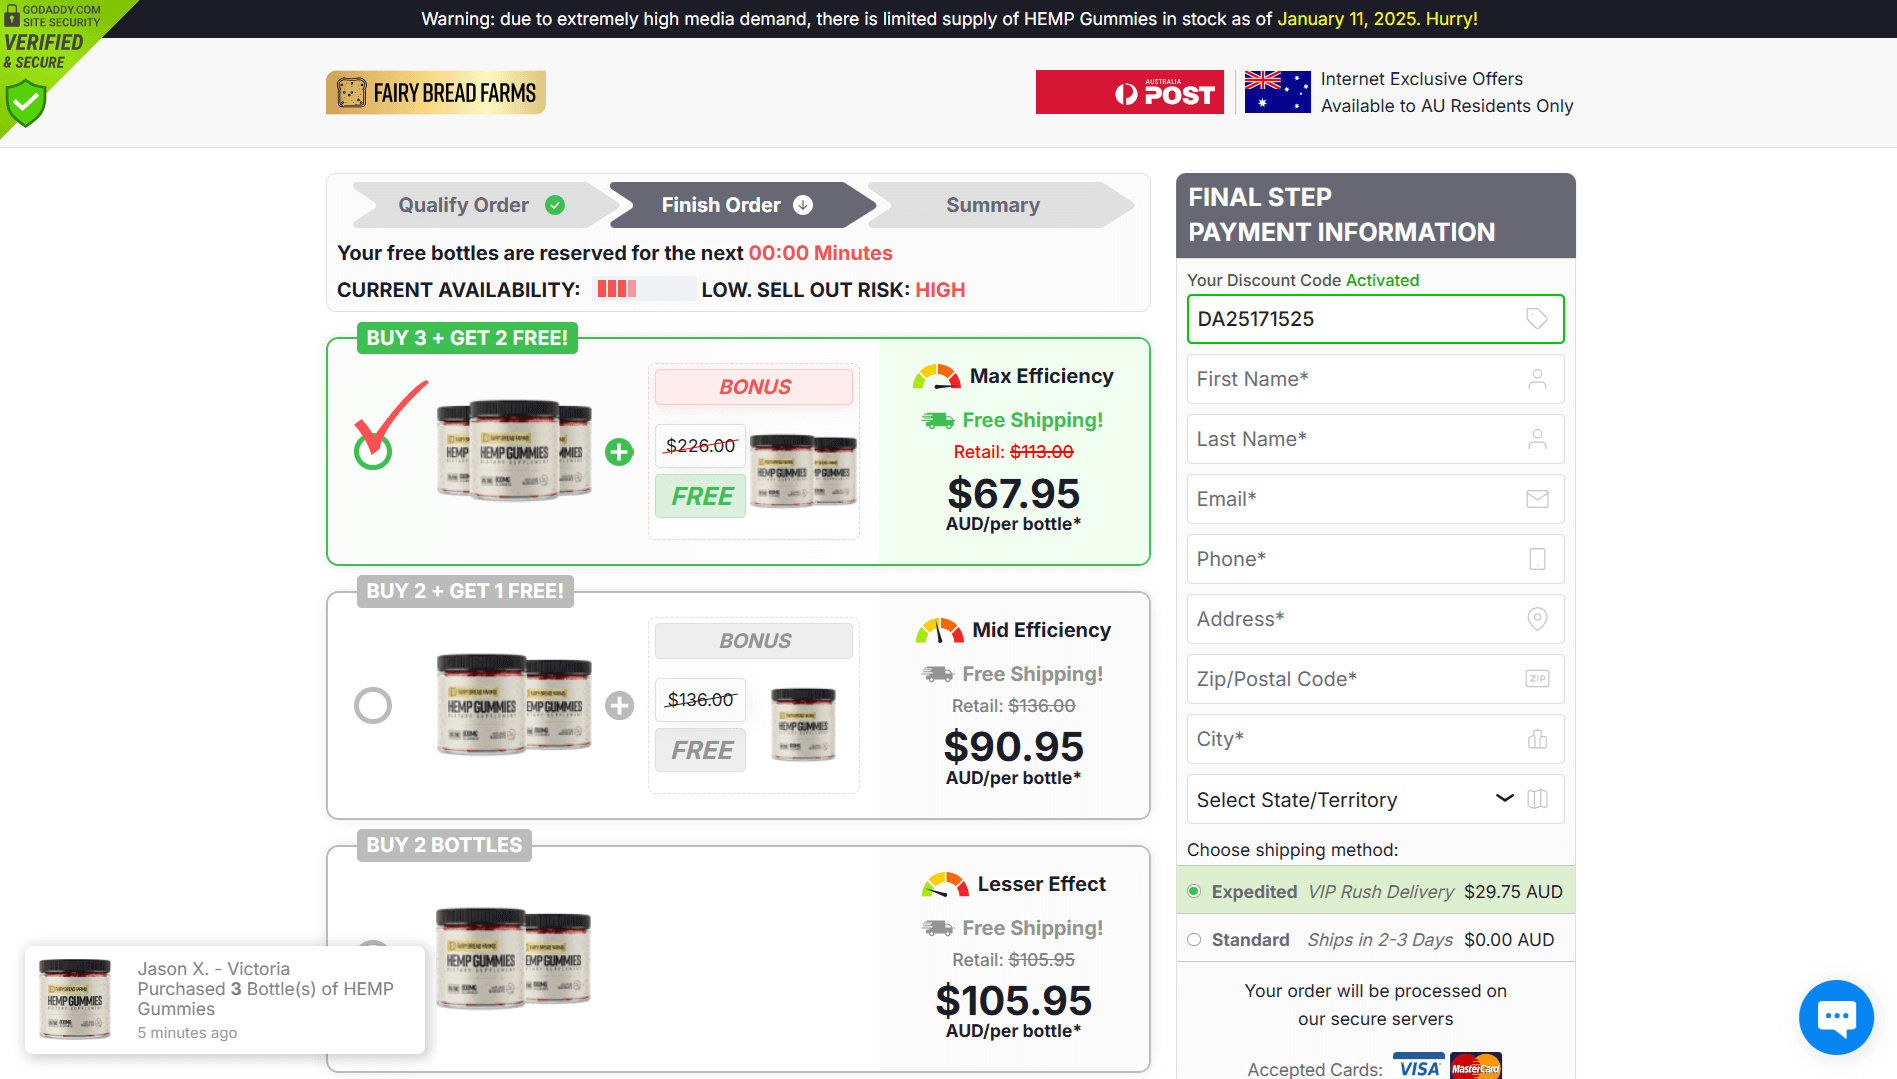 GODADDY.COM
SITE SECURITY
VERIFIED
& SECURE
Warning: due to extremely high media demand, there is limited supply of HEMP Gummies in stock as of January 11, 2025. Hurry!
FAIRY BREAD FARMS
AUSTRALIA
POST
Internet Exclusive Offers
Available to AU Residents Only
Qualify Order
Finish Order
Summary
Your free bottles are reserved for the next 00:00 Minutes
CURRENT AVAILABILITY: LOW. SELL OUT RISK: HIGH
BUY 3 + GET 2 FREE!
HEMP GUMMIES
DIETARY SUPPLEMENT
BONUS
$226.00
FREE
Max Efficiency
Free Shipping!
Retail: $113.00
$67.95
AUD/per bottle*
BUY 2 + GET 1 FREE!
HEMP GUMMIES
BONUS
$136.00
FREE
Mid Efficiency
Free Shipping!
Retail: $136.00
$90.95
AUD/per bottle*
BUY 2 BOTTLES
HEMP GUMMIES
Lesser Effect
Free Shipping!
Retail: $105.95
$105.95
AUD/per bottle*
HEMP GUMMIES
Jason X. - Victoria
Purchased 3 Bottle(s) of HEMP
Gummies
5 minutes ago
FINAL STEP
PAYMENT INFORMATION
Your Discount Code Activated
DA25171525
First Name*
Last Name*
Email*
Phone*
Address*
Zip/Postal Code*
ZIP
City*
Select State/Territory
Choose shipping method:
Expedited VIP Rush Delivery $29.75 AUD
Standard Ships in 2-3 Days $0.00 AUD
Your order will be processed on
our secure servers
Accepted Cards: VISA MasterCard